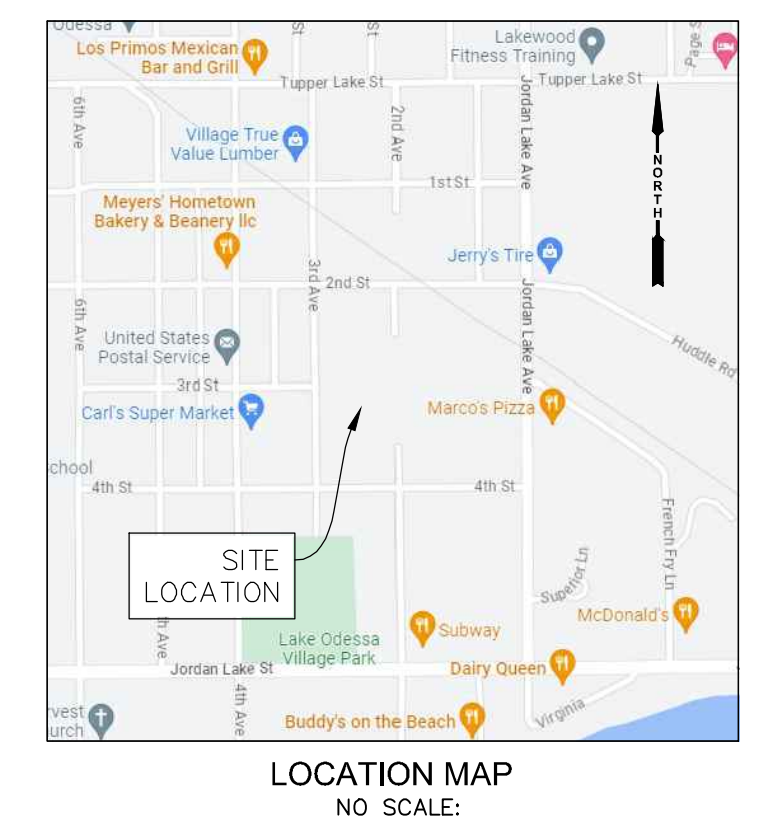 Odessa
Los Primos Mexican
Bar and Grill
St
St
Lakewood
Fitness Training
Page S
Tupper Lake St
Tupper Lake St
6th Ave
2nd Ave
Jordan Lake Ave
NORTH
Village True
Value Lumber
1st St
Meyers' Hometown
Bakery & Beanery llc
Jerry's Tire
3rd Ave
2nd St
6th Ave
Jordan Lake Ave
United States
Postal Service
Huddle Rd
3rd St
Carl's Super Market
Marco's Pizza
chool
4th St
4th St
French Fry Ln
SITE
LOCATION
Superior Ln
McDonald's
Subway
Lake Odessa
Village Park
h Ave
Jordan Lake St
Dairy Queen
4th Ave
vest
urch
Buddy's on the Beach
Virginia
LOCATION MAP
NO SCALE: